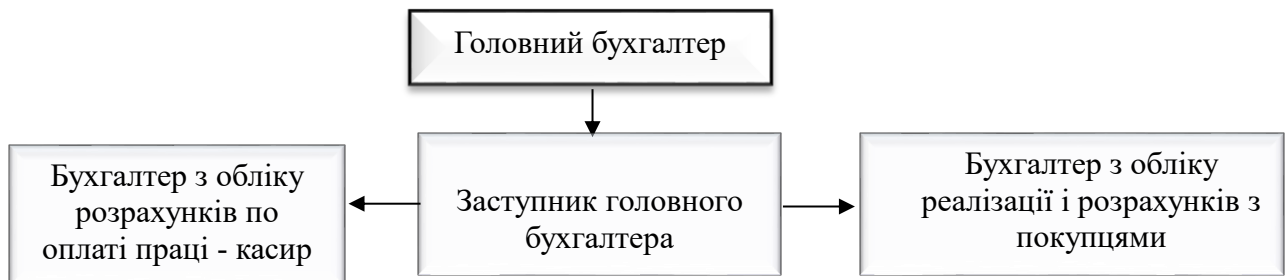 Головний бухгалтер
Бухгалтер з обліку
розрахунків по
оплаті праці - касир
Заступник головного
бухгалтера
Бухгалтер з обліку
реалізації і розрахунків з
покупцями